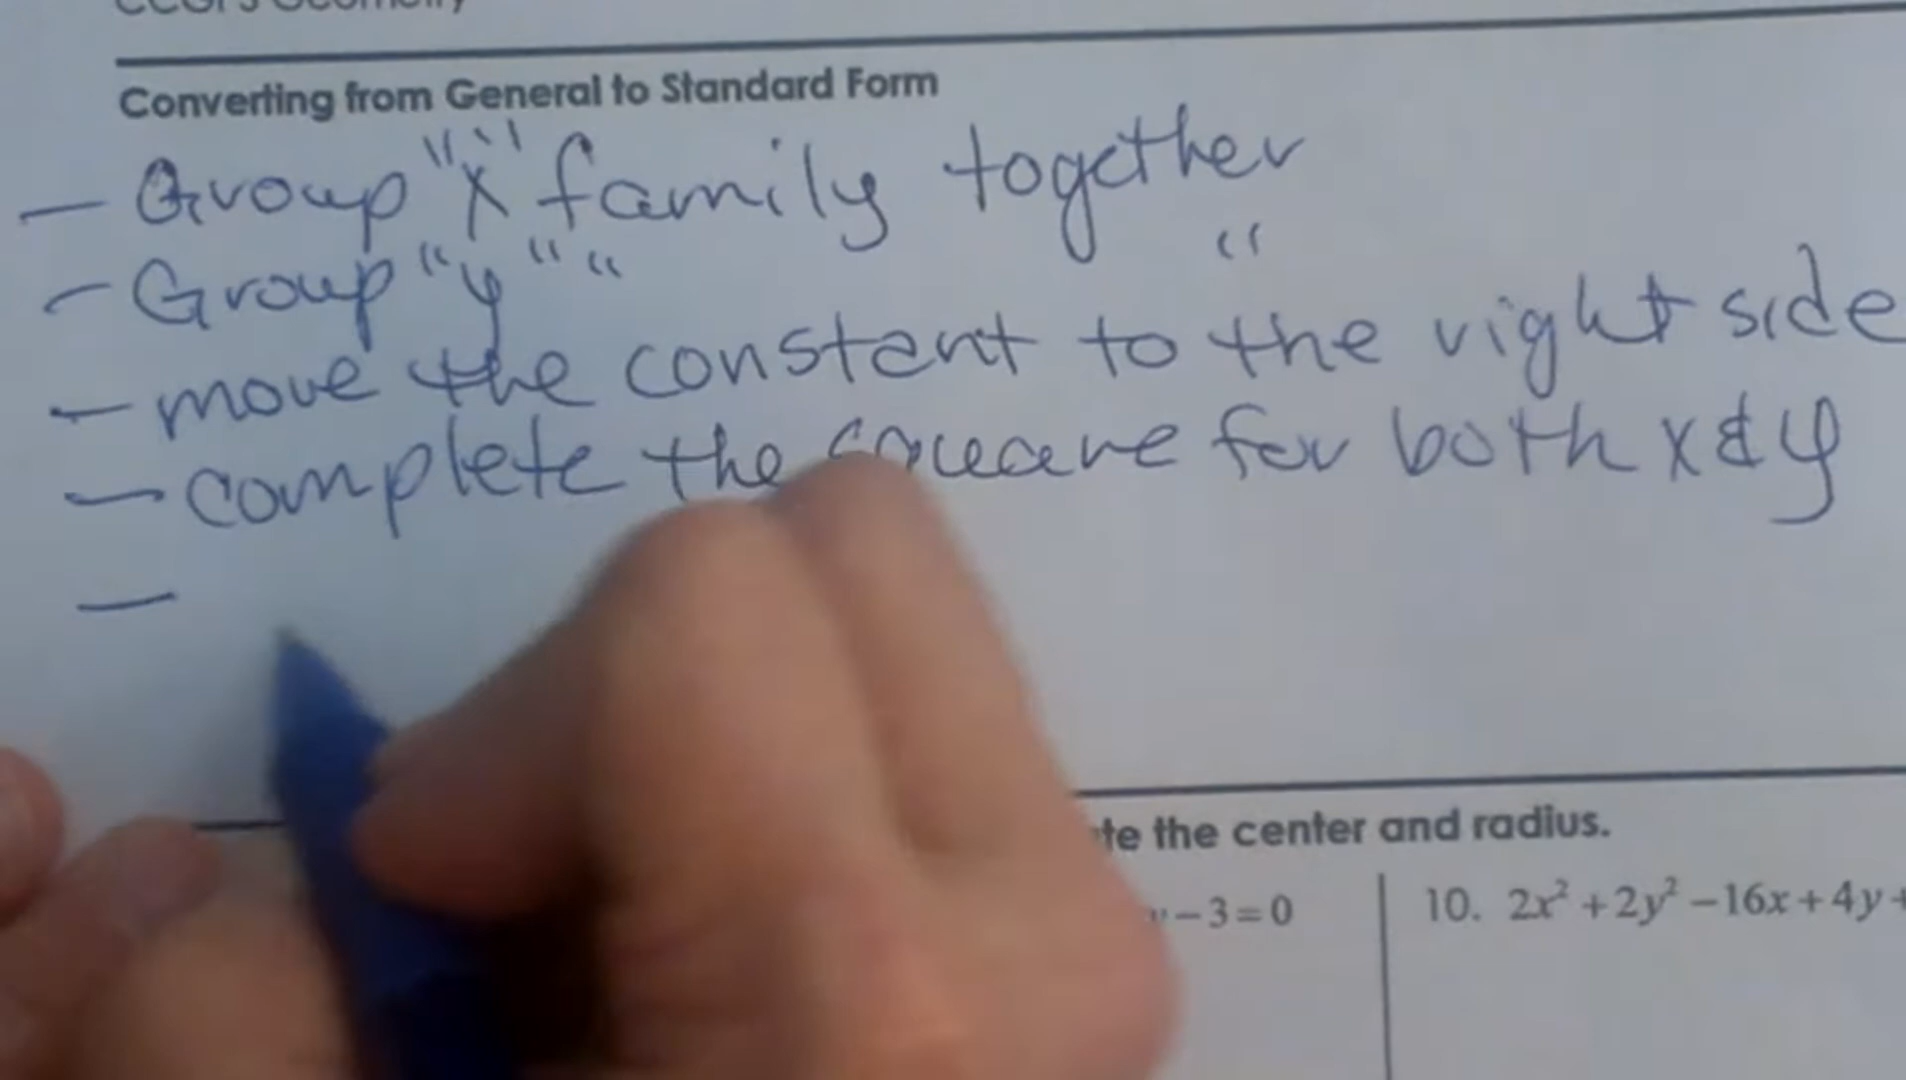 Geometry
Converting from General to Standard Form
- Group "x" family together
- Group "y" " "
- move the constant to the right side
- complete the square for both x & y
-
the center and radius.
- 3 = 0
10. 2x² + 2y² - 16x + 4y +